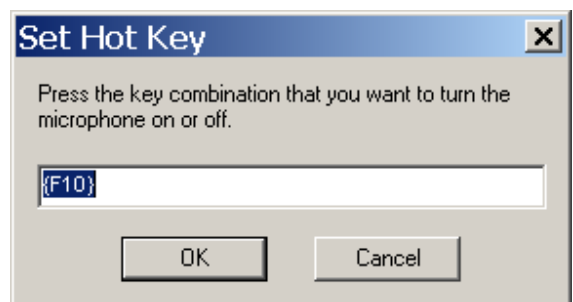 Set Hot Key
Press the key combination that you want to turn the
microphone on or off.
{F10}
OK
Cancel